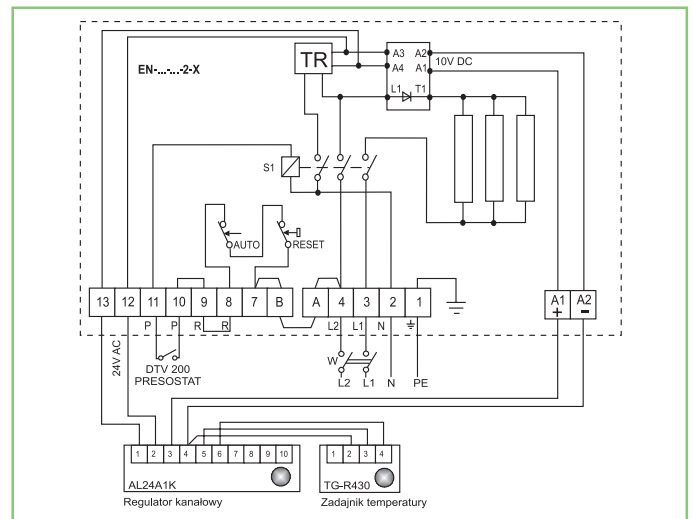 EN-...-...-2-X
TR
A3 A2
10V DC
A4 A1
L1 T1
S1
AUTO RESET
13 12 11 10 9 8 7 B A 4 3 2 1
A1 A2
+ -
P P R R L2 L1 N
24V AC
DTV 200
PRESOSTAT
W
L2 L1 N PE
1 2 3 4 5 6 7 8 9 10
1 2 3 4
AL24A1K
TG-R430
Regulator kanałowy
Zadajnik temperatury